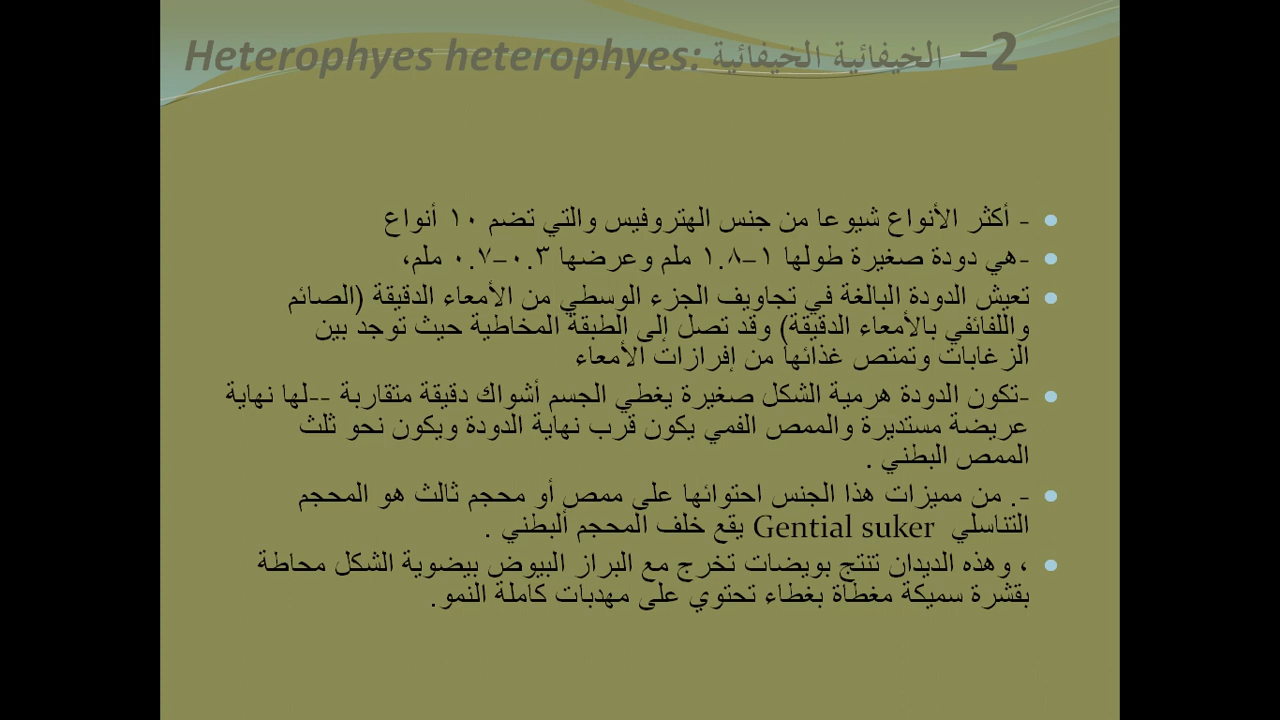 2– الخيفائية الخيفائية :Heterophyes heterophyes
- أكثر الأنواع شيوعا من جنس الهتروفيس والتي تضم ١٠ أنواع
-هي دودة صغيرة طولها ١–١.٨ ملم وعرضها ٠.٣–٠.٧ ملم،
تعيش الدودة البالغة في تجاويف الجزء الوسطي من الأمعاء الدقيقة (الصائم
واللفائفي بالأمعاء الدقيقة) وقد تصل إلى الطبقة المخاطية حيث توجد بين
الزغابات وتمتص غذائها من إفرازات الأمعاء
-تكون الدودة هرمية الشكل صغيرة يغطي الجسم أشواك دقيقة متقاربة --لها نهاية
عريضة مستديرة والممص الفمي يكون قرب نهاية الدودة ويكون نحو ثلث
الممص البطني .
-. من مميزات هذا الجنس احتوائها على ممص أو محجم ثالث هو المحجم
التناسلي Gential suker يقع خلف المحجم ألبطني .
، وهذه الديدان تنتج بويضات تخرج مع البراز البيوض بيضوية الشكل محاطة
بقشرة سميكة مغطاة بغطاء تحتوي على مهدبات كاملة النمو.